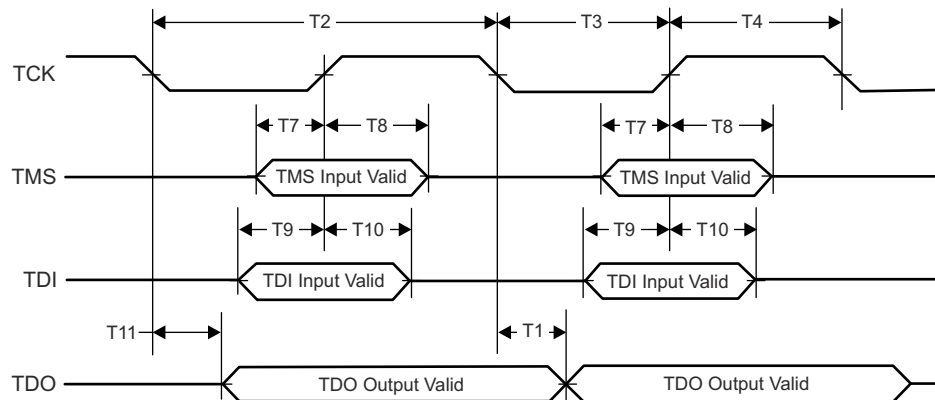 T2 T3 T4
TCK
T7 T8 T7 T8
TMS TMS Input Valid TMS Input Valid
T9 T10 T9 T10
TDI TDI Input Valid TDI Input Valid
T11 T1
TDO TDO Output Valid TDO Output Valid